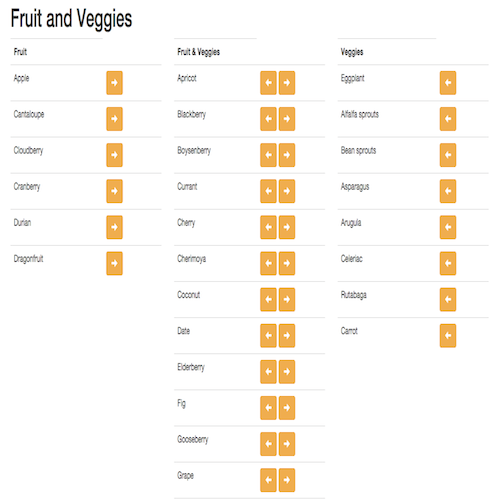 Fruit and Veggies
Fruit
Apple
Cantaloupe
Cloudberry
Cranberry
Durian
Dragonfruit
Fruit & Veggies
Apricot
Blackberry
Boysenberry
Currant
Cherry
Cherimoya
Coconut
Date
Elderberry
Fig
Gooseberry
Grape
Veggies
Eggplant
Alfalfa sprouts
Bean sprouts
Asparagus
Arugula
Celeriac
Rutabaga
Carrot